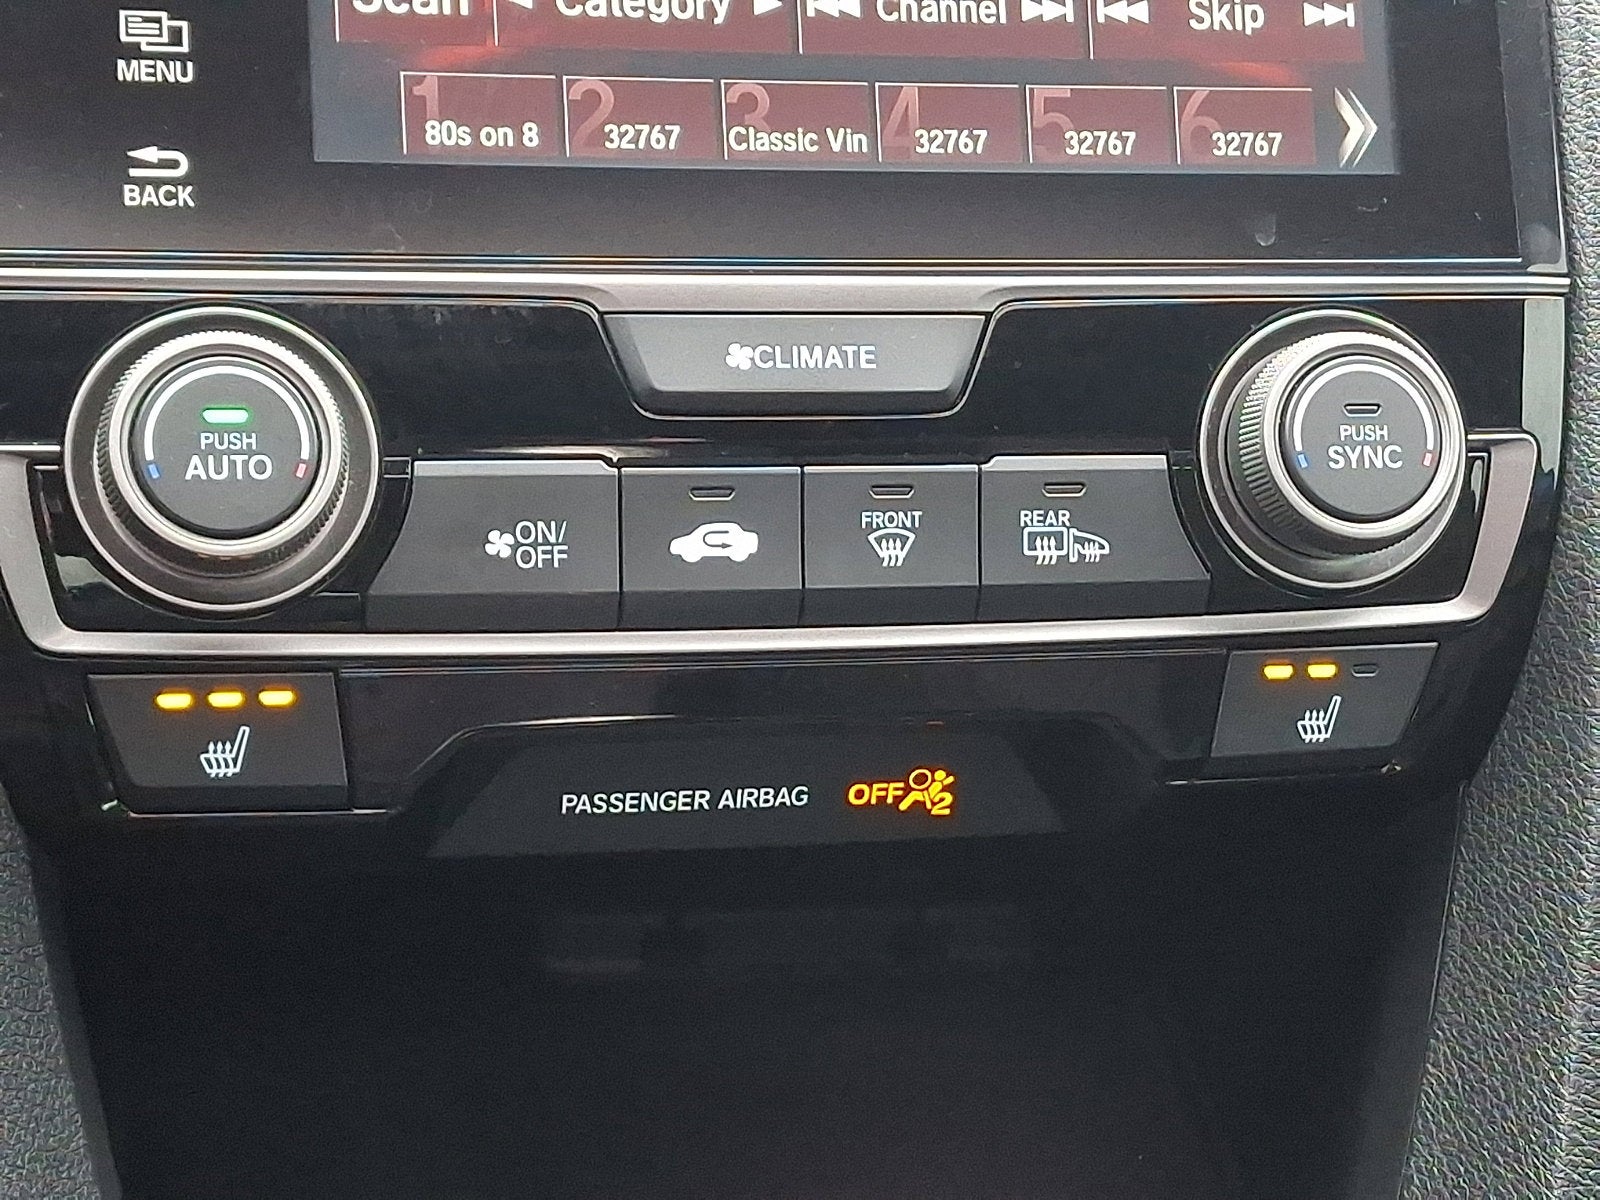 Scan Category Channel Skip
MENU
1 2 3 4 5 6
80s on 8 32767 Classic Vin 32767 32767 32767
BACK
CLIMATE
PUSH
AUTO
PUSH
SYNC
ON/
OFF
FRONT
REAR
PASSENGER AIRBAG OFF 2